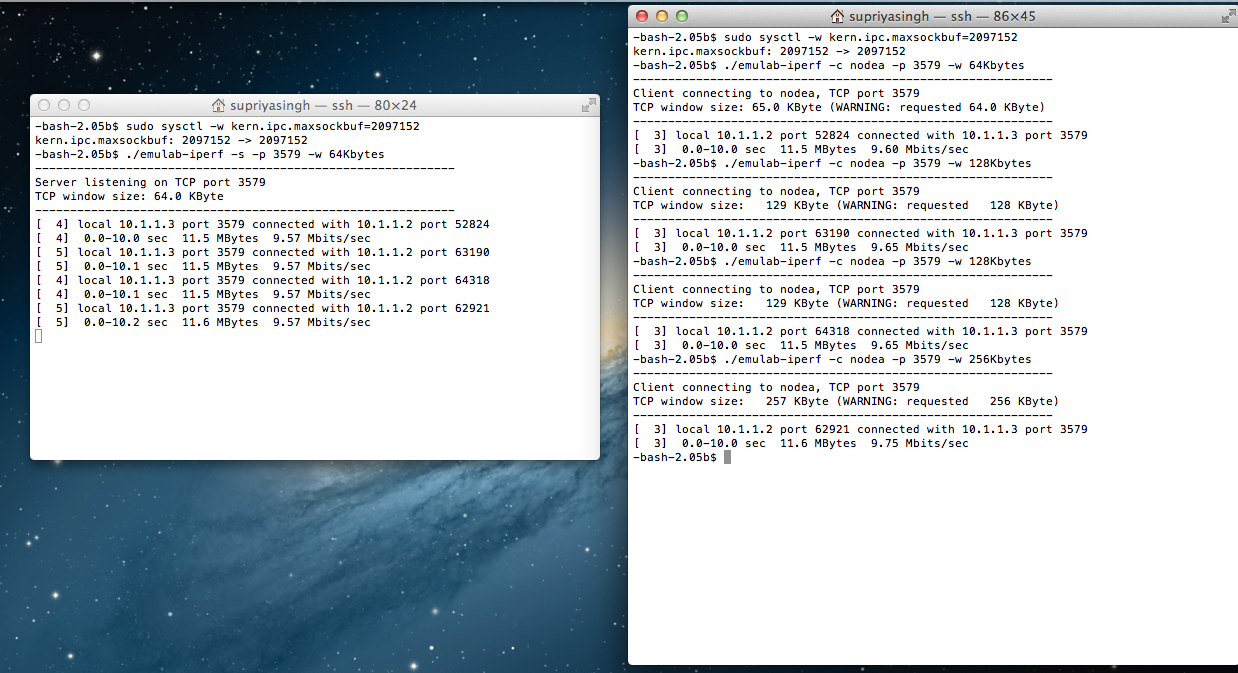 supriyasingh — ssh — 80×24
-bash-2.05b$ sudo sysctl -w kern.ipc.maxsockbuf=2097152
kern.ipc.maxsockbuf: 2097152 -> 2097152
-bash-2.05b$ ./emulab-iperf -s -p 3579 -w 64Kbytes
------------------------------------------------------------
Server listening on TCP port 3579
TCP window size: 64.0 KByte
------------------------------------------------------------
[  4] local 10.1.1.3 port 3579 connected with 10.1.1.2 port 52824
[  4]  0.0-10.0 sec  11.5 MBytes  9.57 Mbits/sec
[  5] local 10.1.1.3 port 3579 connected with 10.1.1.2 port 63190
[  5]  0.0-10.1 sec  11.5 MBytes  9.57 Mbits/sec
[  4] local 10.1.1.3 port 3579 connected with 10.1.1.2 port 64318
[  4]  0.0-10.1 sec  11.5 MBytes  9.57 Mbits/sec
[  5] local 10.1.1.3 port 3579 connected with 10.1.1.2 port 62921
[  5]  0.0-10.2 sec  11.6 MBytes  9.57 Mbits/sec
supriyasingh — ssh — 86×45
-bash-2.05b$ sudo sysctl -w kern.ipc.maxsockbuf=2097152
kern.ipc.maxsockbuf: 2097152 -> 2097152
-bash-2.05b$ ./emulab-iperf -c nodea -p 3579 -w 64Kbytes
------------------------------------------------------------
Client connecting to nodea, TCP port 3579
TCP window size: 65.0 KByte (WARNING: requested 64.0 KByte)
------------------------------------------------------------
[  3] local 10.1.1.2 port 52824 connected with 10.1.1.3 port 3579
[  3]  0.0-10.0 sec  11.5 MBytes  9.60 Mbits/sec
-bash-2.05b$ ./emulab-iperf -c nodea -p 3579 -w 128Kbytes
------------------------------------------------------------
Client connecting to nodea, TCP port 3579
TCP window size:   129 KByte (WARNING: requested   128 KByte)
------------------------------------------------------------
[  3] local 10.1.1.2 port 63190 connected with 10.1.1.3 port 3579
[  3]  0.0-10.0 sec  11.5 MBytes  9.65 Mbits/sec
-bash-2.05b$ ./emulab-iperf -c nodea -p 3579 -w 128Kbytes
------------------------------------------------------------
Client connecting to nodea, TCP port 3579
TCP window size:   129 KByte (WARNING: requested   128 KByte)
------------------------------------------------------------
[  3] local 10.1.1.2 port 64318 connected with 10.1.1.3 port 3579
[  3]  0.0-10.0 sec  11.5 MBytes  9.65 Mbits/sec
-bash-2.05b$ ./emulab-iperf -c nodea -p 3579 -w 256Kbytes
------------------------------------------------------------
Client connecting to nodea, TCP port 3579
TCP window size:   257 KByte (WARNING: requested   256 KByte)
------------------------------------------------------------
[  3] local 10.1.1.2 port 62921 connected with 10.1.1.3 port 3579
[  3]  0.0-10.0 sec  11.6 MBytes  9.75 Mbits/sec
-bash-2.05b$